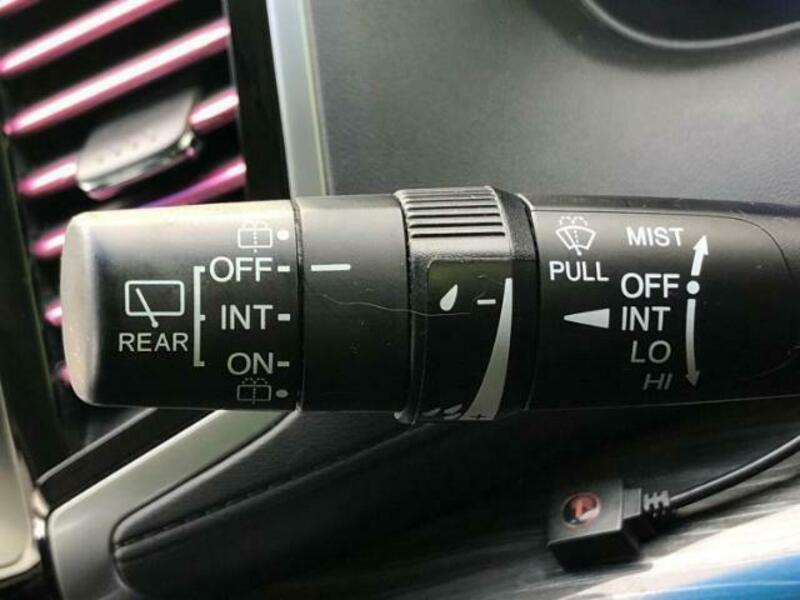 OFF
INT
ON
REAR
PULL
MIST
OFF
INT
LO
HI